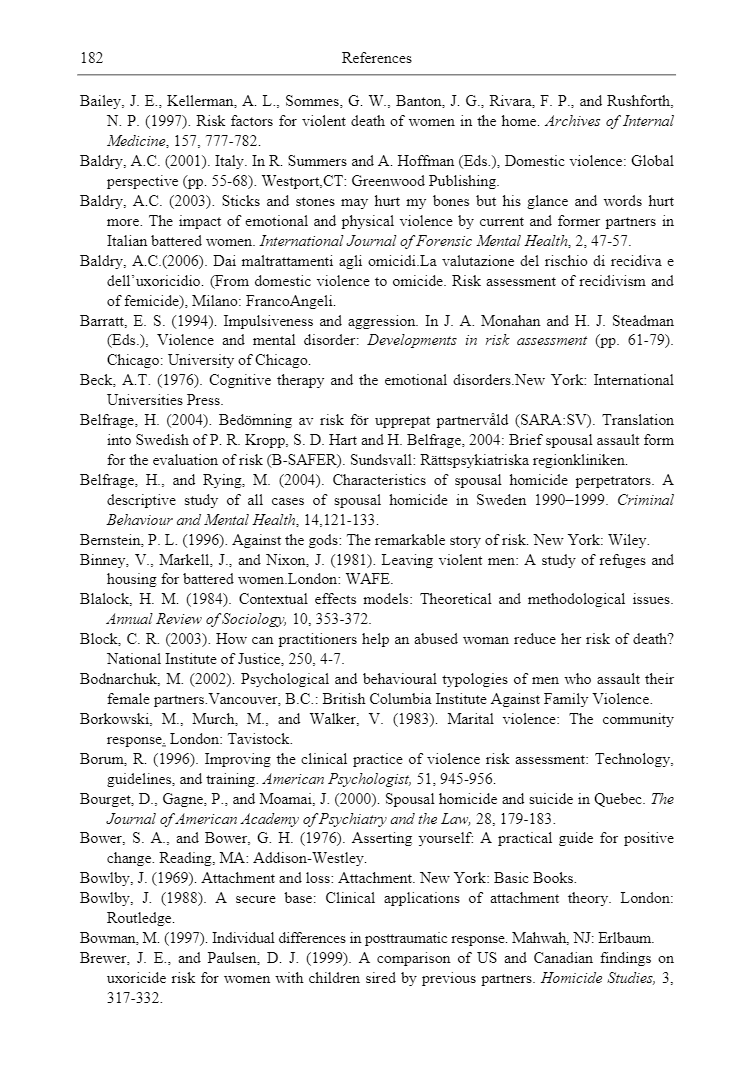 182 References
Bailey, J. E., Kellerman, A. L., Sommes, G. W., Banton, J. G., Rivara, F. P., and Rushforth,
N. P. (1997). Risk factors for violent death of women in the home. Archives of Internal
Medicine, 157, 777-782.
Baldry, A.C. (2001). Italy. In R. Summers and A. Hoffman (Eds.), Domestic violence: Global
perspective (pp. 55-68). Westport,CT: Greenwood Publishing.
Baldry, A.C. (2003). Sticks and stones may hurt my bones but his glance and words hurt
more. The impact of emotional and physical violence by current and former partners in
Italian battered women. International Journal of Forensic Mental Health, 2, 47-57.
Baldry, A.C.(2006). Dai maltrattamenti agli omicidi.La valutazione del rischio di recidiva e
dell’uxoricidio. (From domestic violence to omicide. Risk assessment of recidivism and
of femicide), Milano: FrancoAngeli.
Barratt, E. S. (1994). Impulsiveness and aggression. In J. A. Monahan and H. J. Steadman
(Eds.), Violence and mental disorder: Developments in risk assessment (pp. 61-79).
Chicago: University of Chicago.
Beck, A.T. (1976). Cognitive therapy and the emotional disorders.New York: International
Universities Press.
Belfrage, H. (2004). Bedömning av risk för upprepat partnervåld (SARA:SV). Translation
into Swedish of P. R. Kropp, S. D. Hart and H. Belfrage, 2004: Brief spousal assault form
for the evaluation of risk (B-SAFER). Sundsvall: Rättspsykiatriska regionkliniken.
Belfrage, H., and Rying, M. (2004). Characteristics of spousal homicide perpetrators. A
descriptive study of all cases of spousal homicide in Sweden 1990–1999. Criminal
Behaviour and Mental Health, 14,121-133.
Bernstein, P. L. (1996). Against the gods: The remarkable story of risk. New York: Wiley.
Binney, V., Markell, J., and Nixon, J. (1981). Leaving violent men: A study of refuges and
housing for battered women.London: WAFE.
Blalock, H. M. (1984). Contextual effects models: Theoretical and methodological issues.
Annual Review of Sociology, 10, 353-372.
Block, C. R. (2003). How can practitioners help an abused woman reduce her risk of death?
National Institute of Justice, 250, 4-7.
Bodnarchuk, M. (2002). Psychological and behavioural typologies of men who assault their
female partners.Vancouver, B.C.: British Columbia Institute Against Family Violence.
Borkowski, M., Murch, M., and Walker, V. (1983). Marital violence: The community
response, London: Tavistock.
Borum, R. (1996). Improving the clinical practice of violence risk assessment: Technology,
guidelines, and training. American Psychologist, 51, 945-956.
Bourget, D., Gagne, P., and Moamai, J. (2000). Spousal homicide and suicide in Quebec. The
Journal of American Academy of Psychiatry and the Law, 28, 179-183.
Bower, S. A., and Bower, G. H. (1976). Asserting yourself: A practical guide for positive
change. Reading, MA: Addison-Westley.
Bowlby, J. (1969). Attachment and loss: Attachment. New York: Basic Books.
Bowlby, J. (1988). A secure base: Clinical applications of attachment theory. London:
Routledge.
Bowman, M. (1997). Individual differences in posttraumatic response. Mahwah, NJ: Erlbaum.
Brewer, J. E., and Paulsen, D. J. (1999). A comparison of US and Canadian findings on
uxoricide risk for women with children sired by previous partners. Homicide Studies, 3,
317-332.